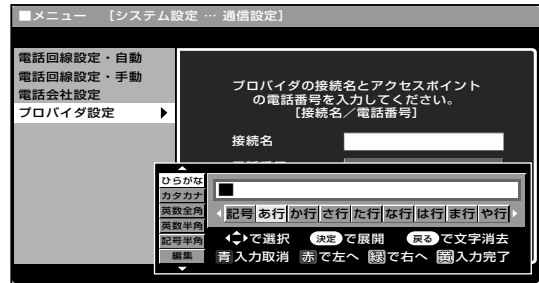 ■メニュー [システム設定 … 通信設定]
電話回線設定・自動
電話回線設定・手動
電話会社設定
プロバイダ設定
プロバイダの接続名とアクセスポイント
の電話番号を入力してください。
[接続名／電話番号]
接続名
ひらがな
カタカナ
英数全角
英数半角
記号半角
編集
記号 あ行 か行 さ行 た行 な行 は行 ま行 や行
で選択 決定 で展開 戻る で文字消去
青 入力取消 赤 で左へ 緑 で右へ 黄 入力完了